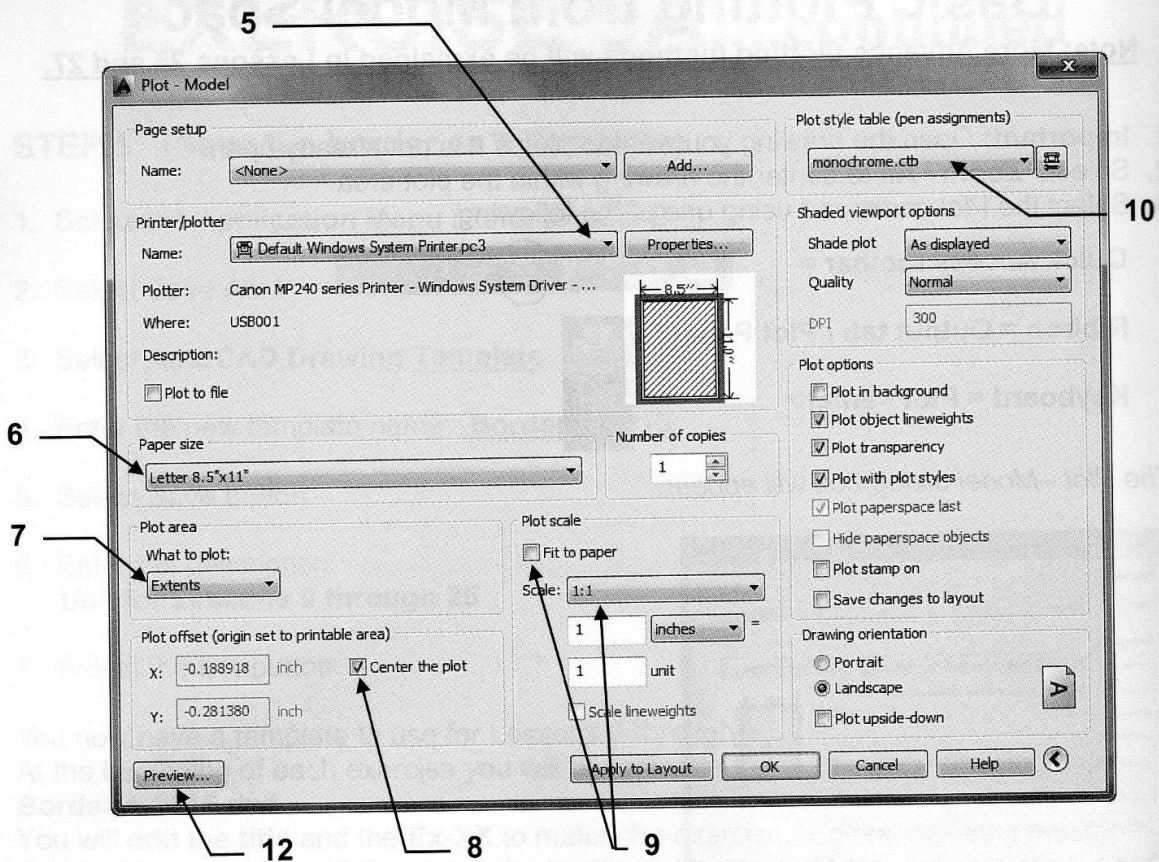 5
Plot - Model
X
Page setup
Name: <None> Add...
Plot style table (pen assignments)
monochrome.ctb
10
Printer/plotter
Name: Default Windows System Printer.pc3 Properties...
Plotter: Canon MP240 series Printer - Windows System Driver - ...
Where: USB001
Description:
Plot to file
8.5"
11.0"
Shaded viewport options
Shade plot As displayed
Quality Normal
DPI 300
Plot options
Plot in background
Plot object lineweights
Plot transparency
Plot with plot styles
Plot paperspace last
Hide paperspace objects
Plot stamp on
Save changes to layout
6
Paper size
Letter 8.5"x11"
Number of copies
1
7
Plot area
What to plot:
Extents
Plot scale
Fit to paper
Scale: 1:1
1 inches =
1 unit
Scale lineweights
Plot offset (origin set to printable area)
X: -0.188918 inch Center the plot
Y: -0.281380 inch
Drawing orientation
Portrait
Landscape
Plot upside-down
A
Preview... Apply to Layout OK Cancel Help
12
8
9